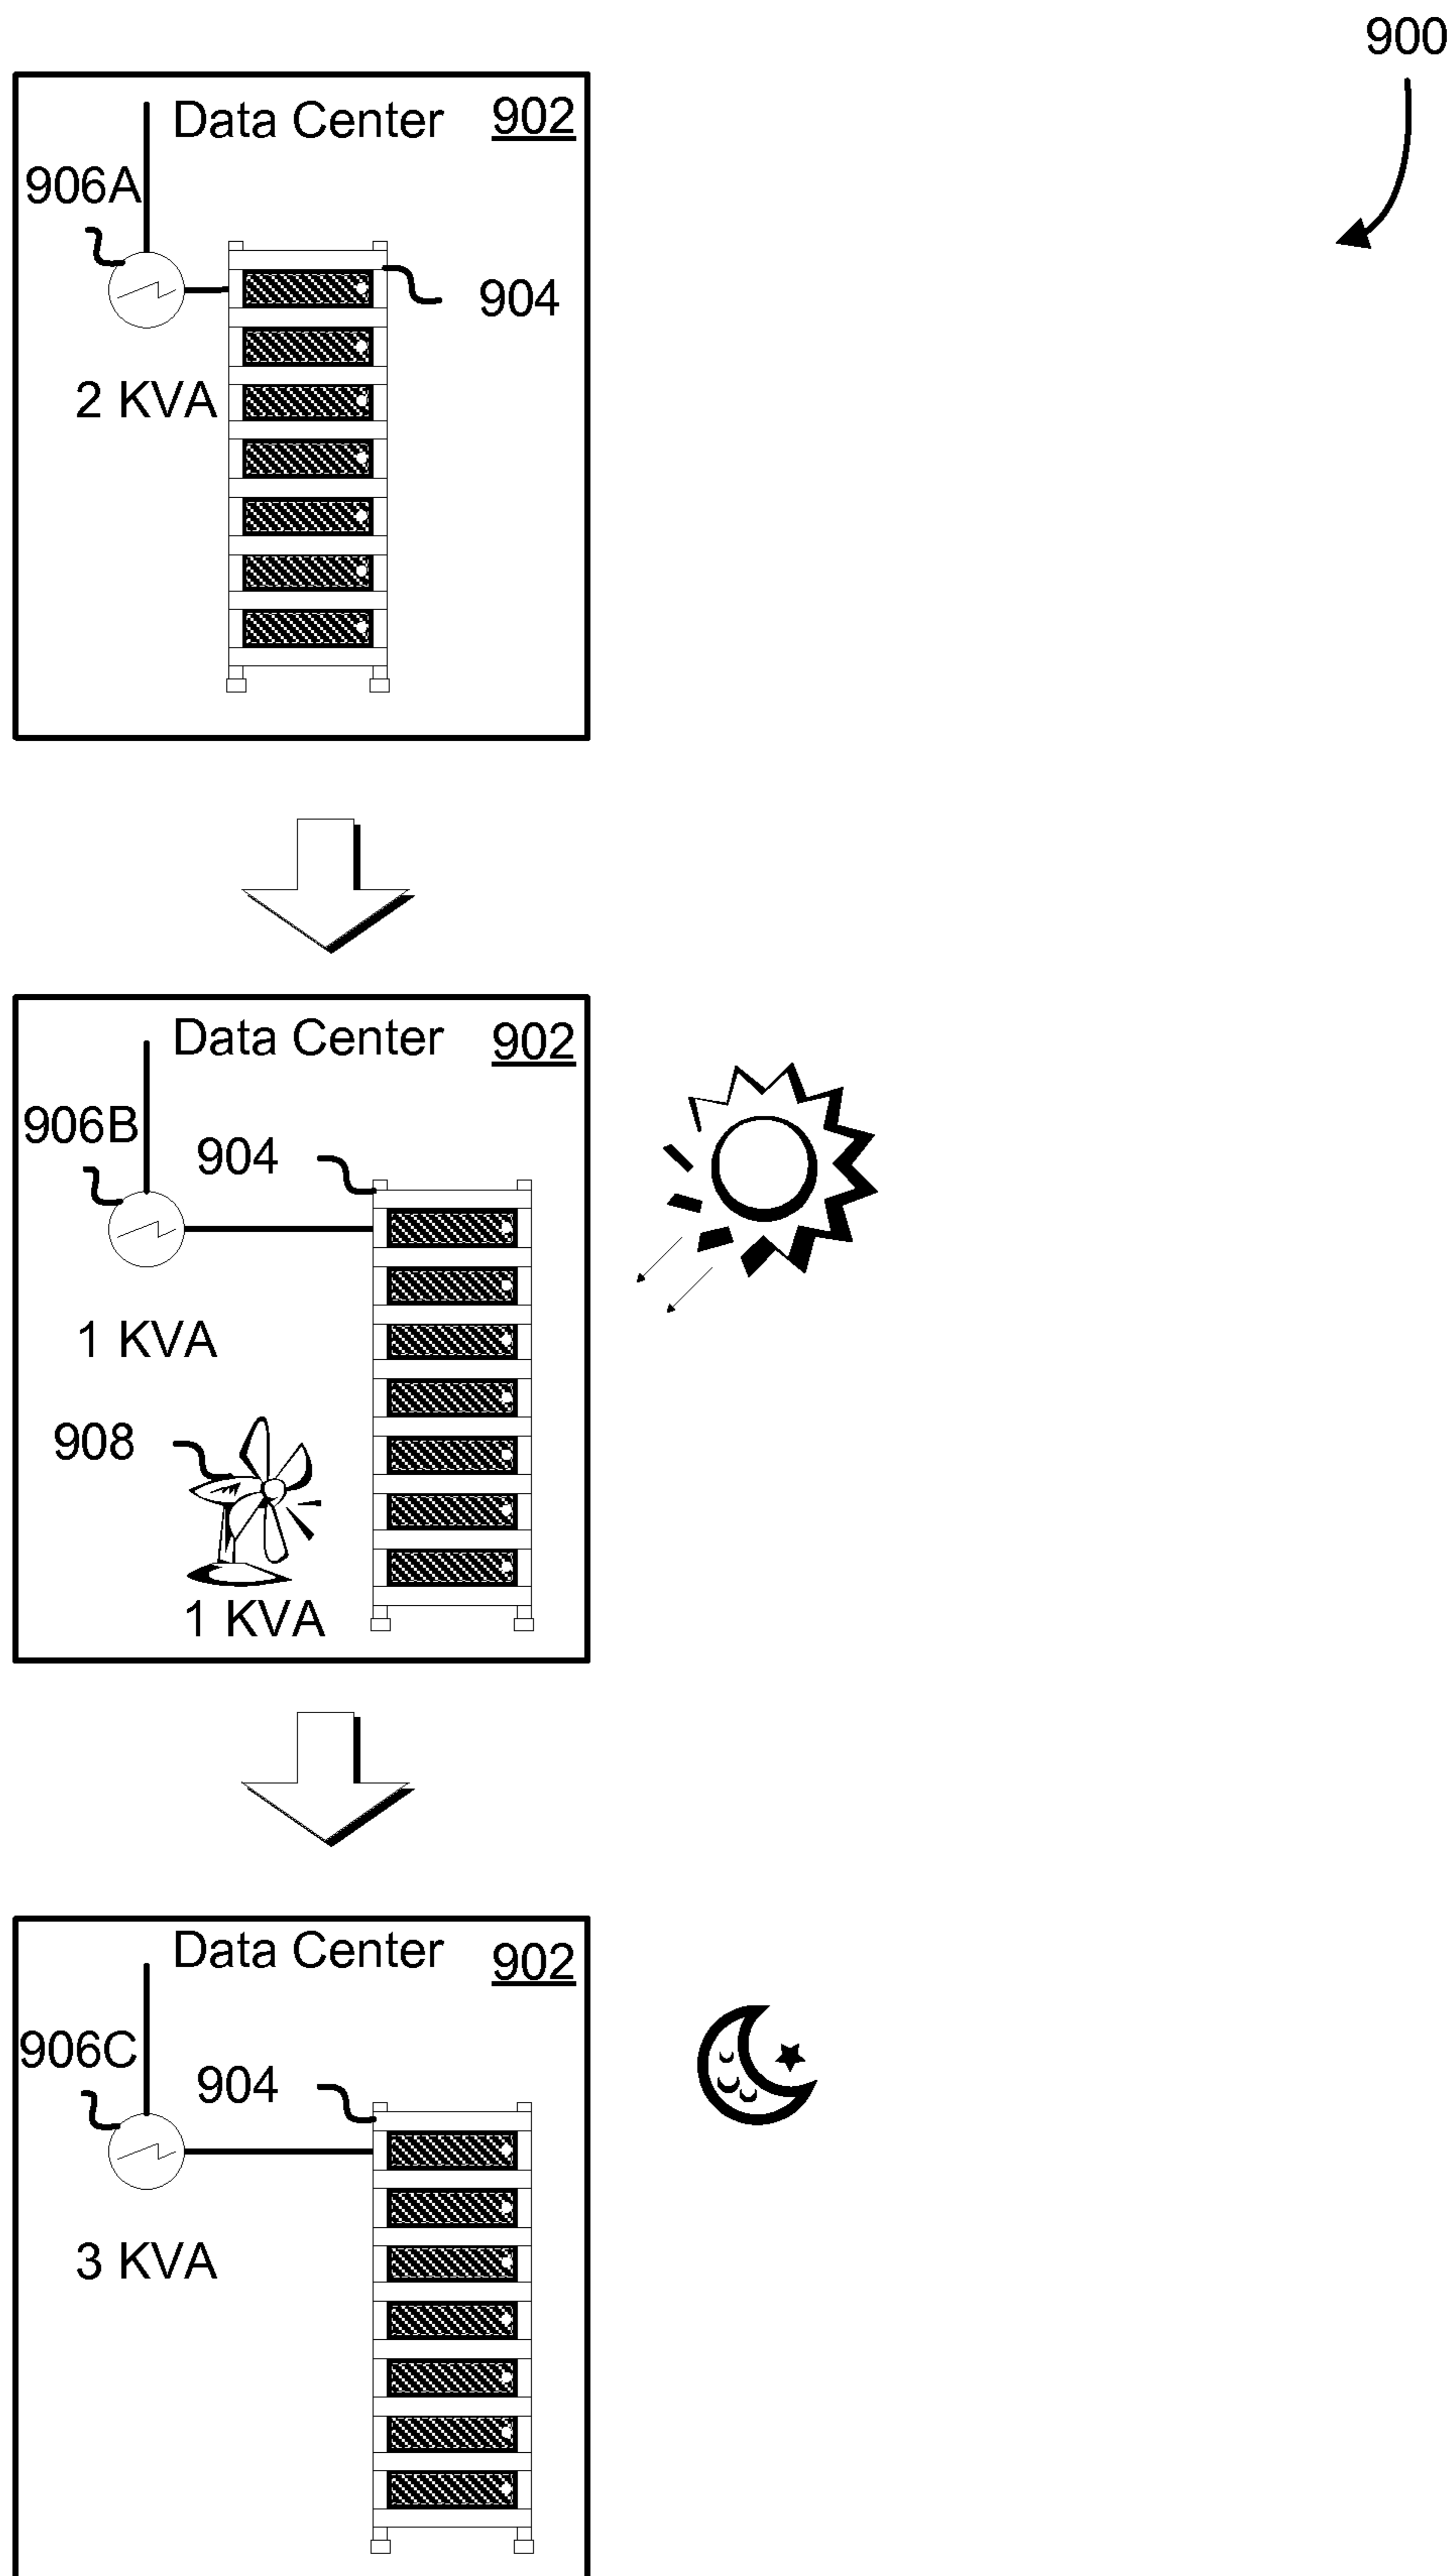 900
Data Center 902
906A
904
2 KVA
Data Center 902
906B
904
1 KVA
908
1 KVA
Data Center 902
906C
904
3 KVA